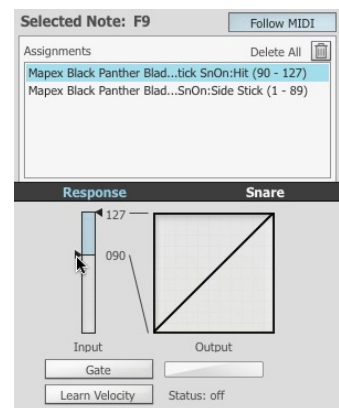 Selected Note: F9
Follow MIDI
Assignments
Delete All
Mapex Black Panther Blad...tick SnOn:Hit (90 - 127)
Mapex Black Panther Blad...SnOn:Side Stick (1 - 89)
Response
Snare
127
090
Input
Output
Gate
Learn Velocity
Status: off